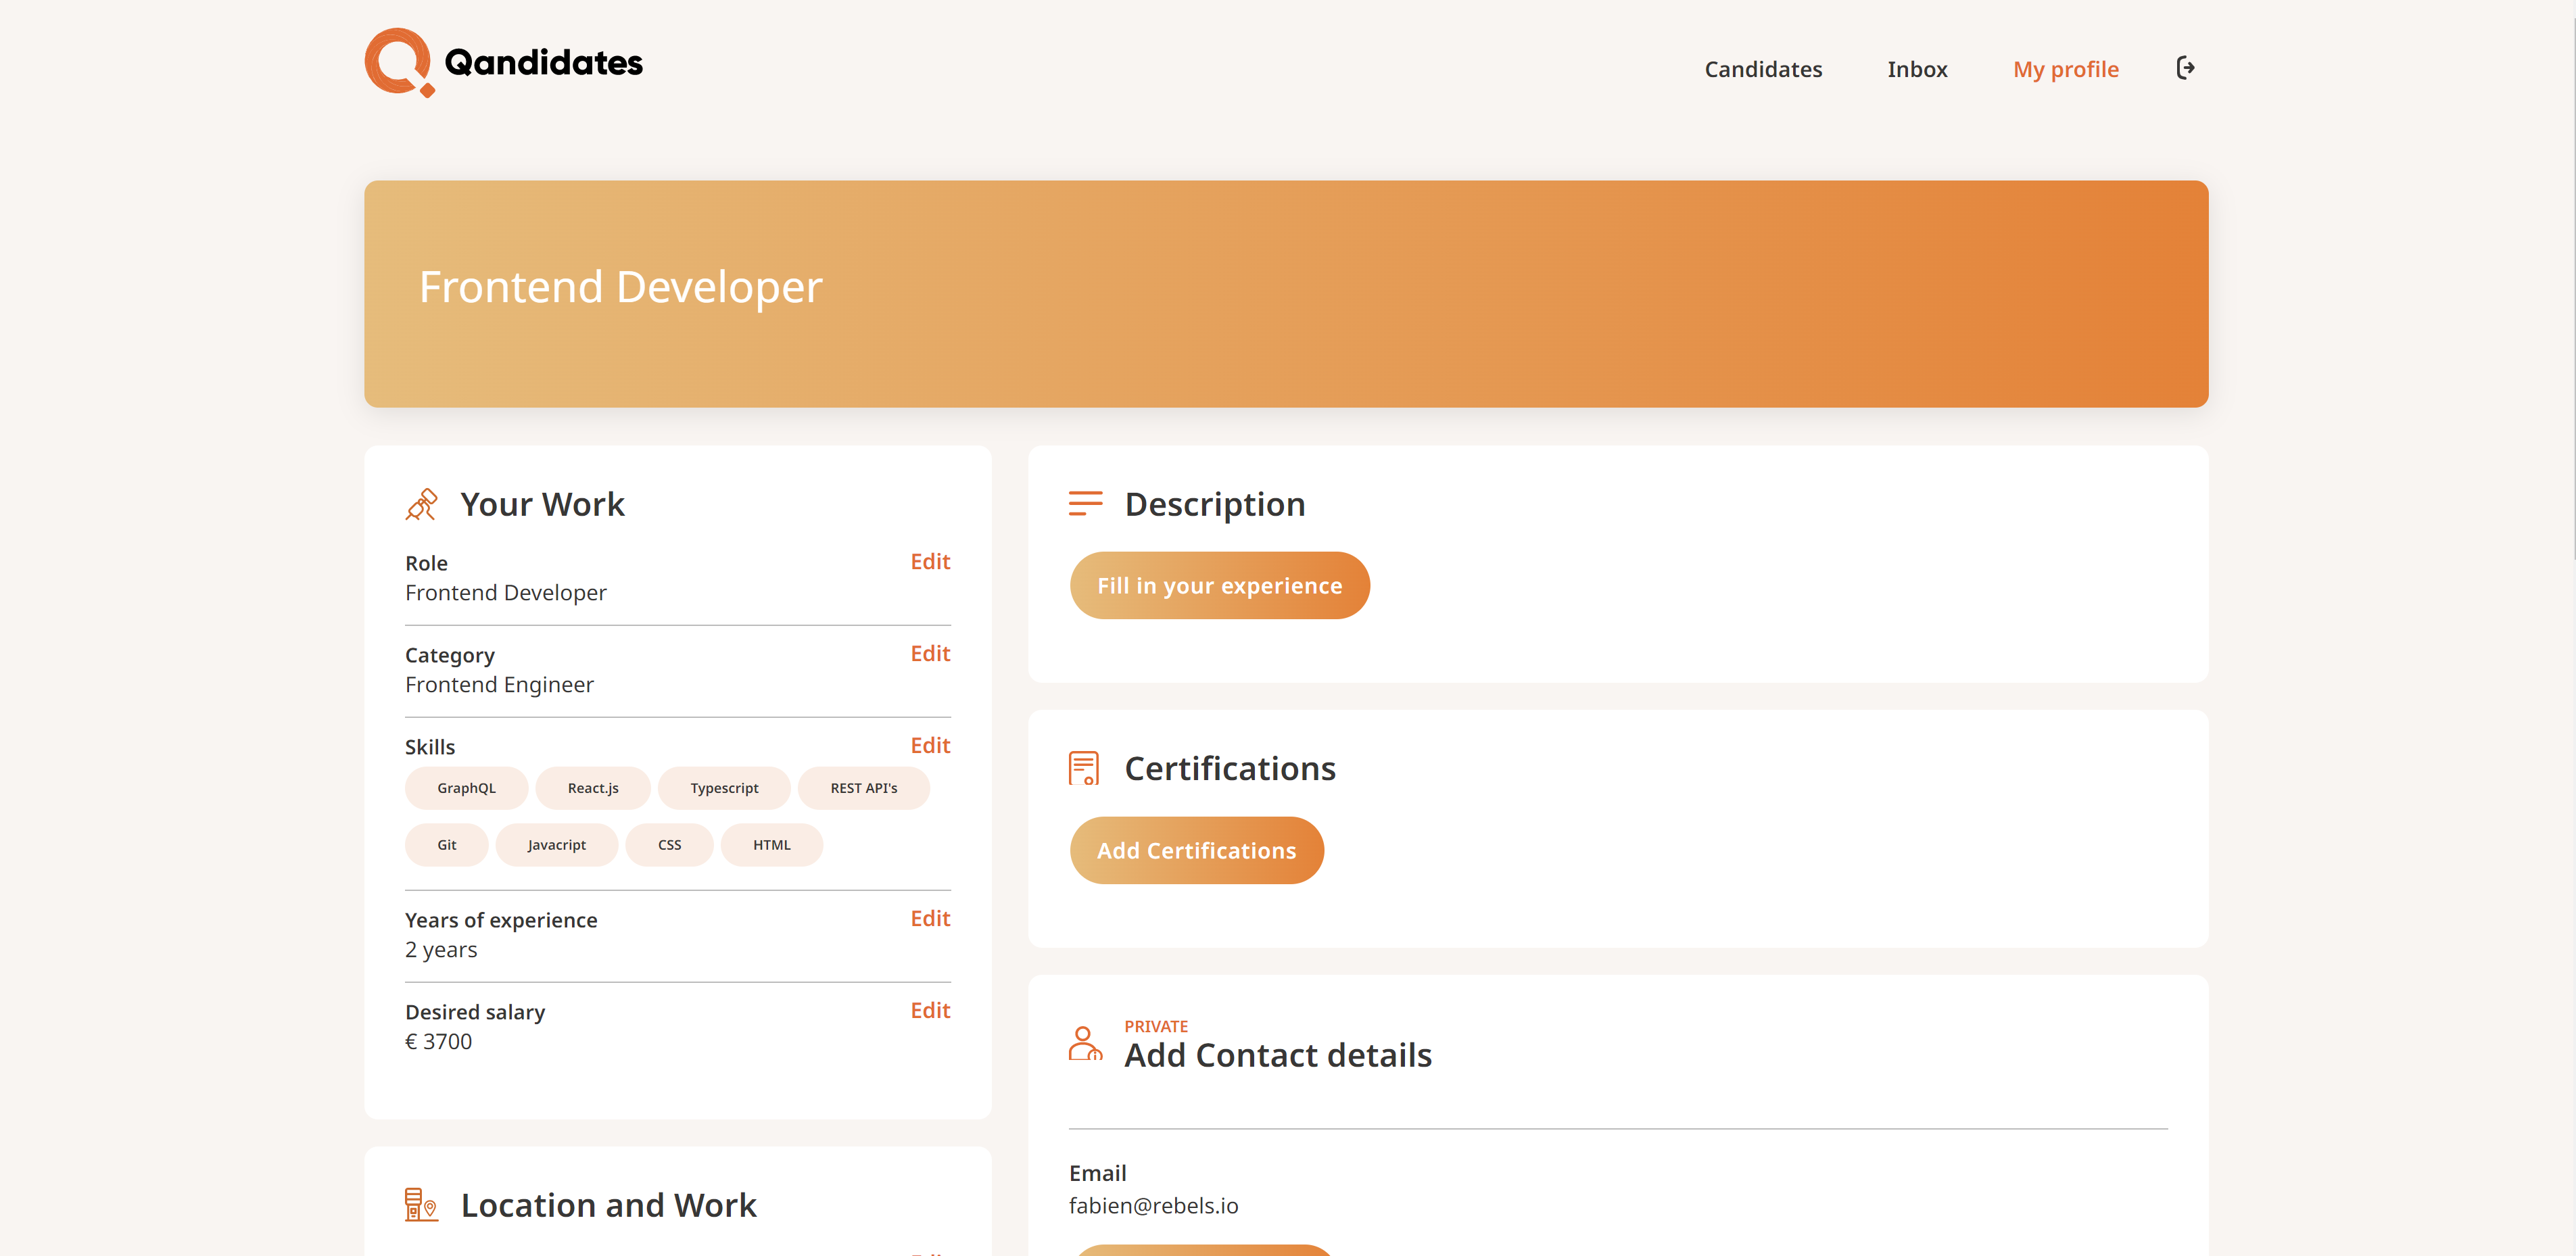 Qandidates
Candidates Inbox My profile
Frontend Developer
Your Work
Role Edit
Frontend Developer
Category Edit
Frontend Engineer
Skills Edit
GraphQL React.js Typescript REST API's
Git Javacript CSS HTML
Years of experience Edit
2 years
Desired salary Edit
€ 3700
Location and Work
Description
Fill in your experience
Certifications
Add Certifications
PRIVATE
Add Contact details
Email
fabien@rebels.io